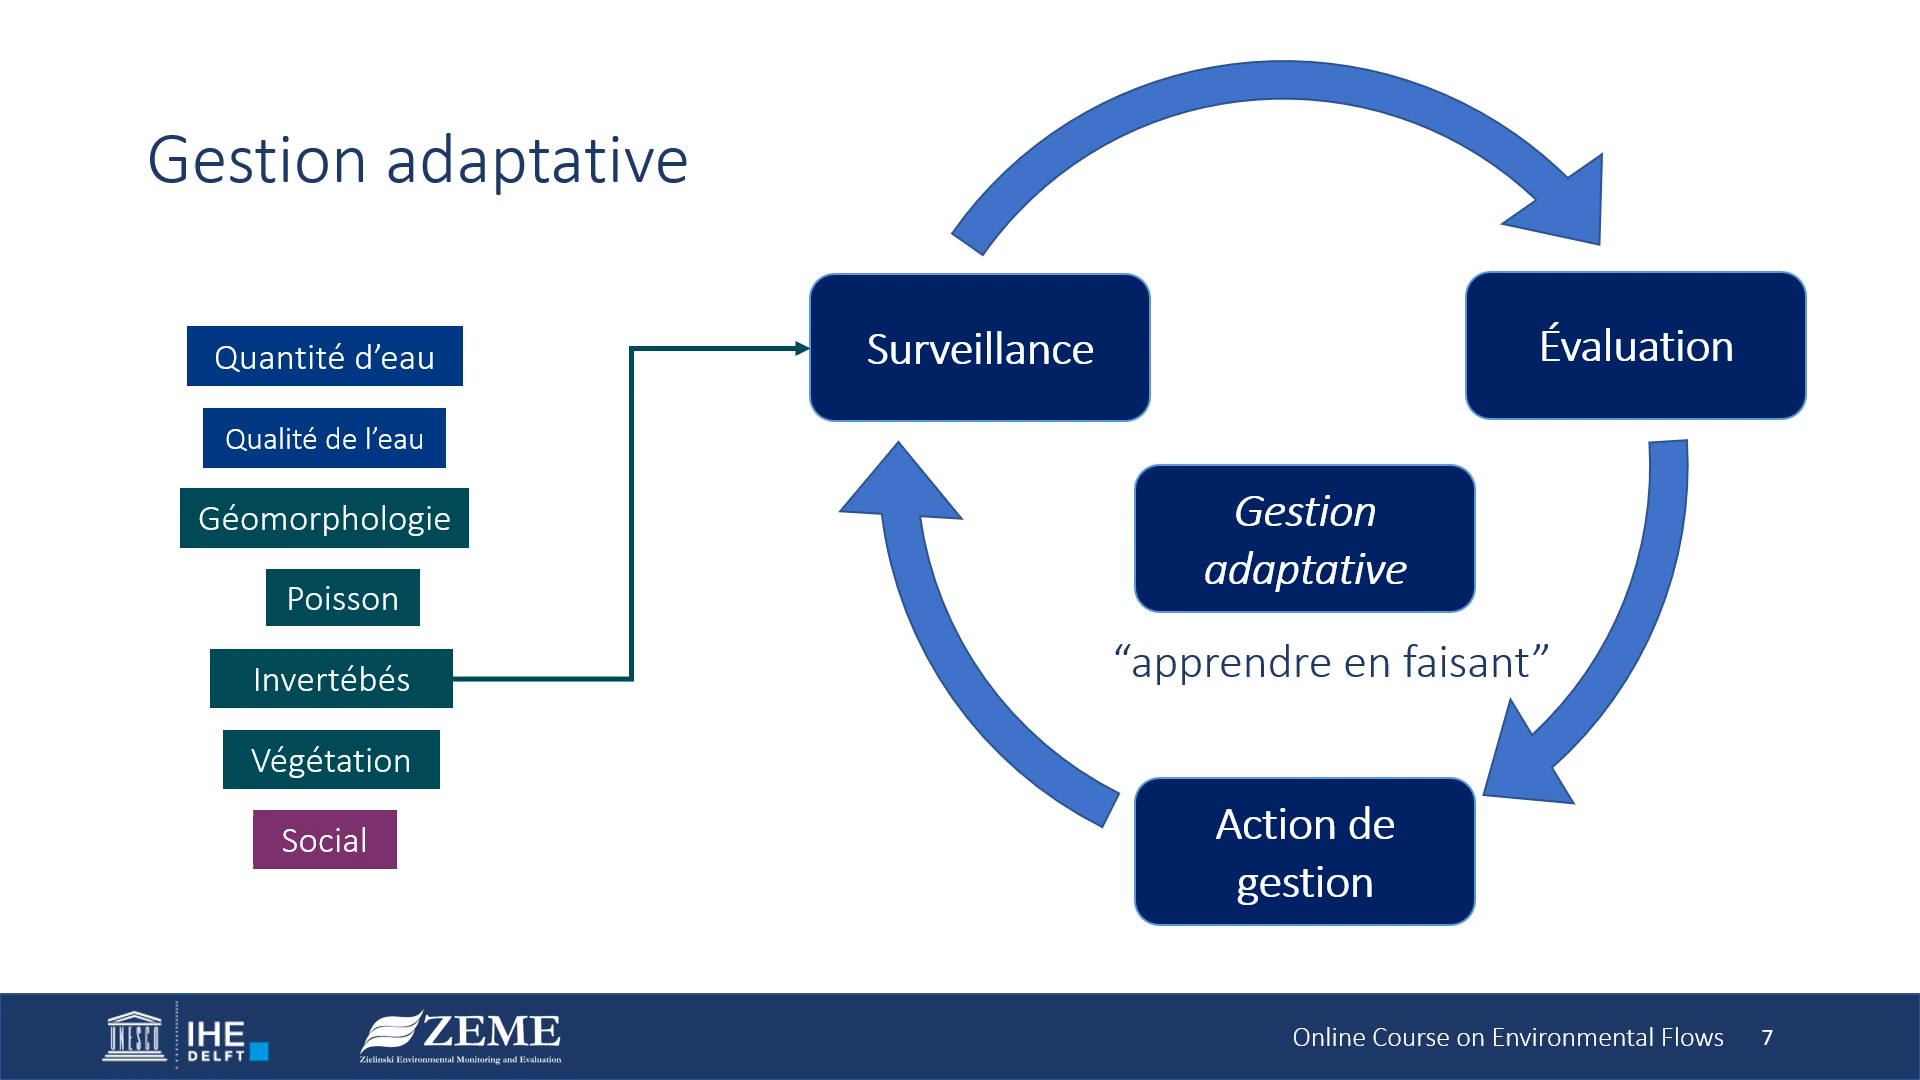 Gestion adaptative
Quantité d’eau
Qualité de l’eau
Géomorphologie
Poisson
Invertébés
Végétation
Social
Surveillance
Évaluation
Gestion
adaptative
“apprendre en faisant”
Action de
gestion
UNESCO
IHE
DELFT
ZEME
Zielinski Environmental Monitoring and Evaluation
Online Course on Environmental Flows
7